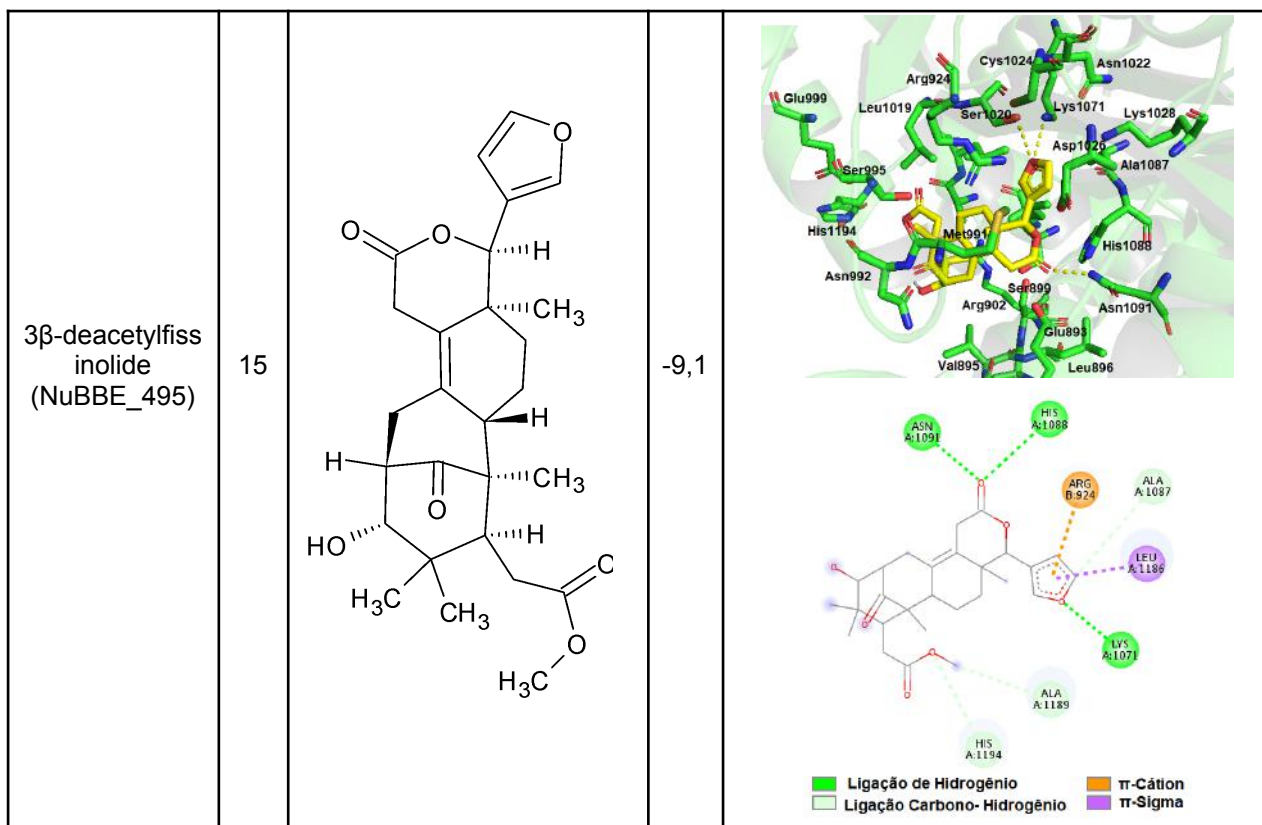 3β-deacetylfiss
inolide
(NuBBE_495)
15
O
O
O
H
CH3
H
H
O
CH3
HO
H
H3C
CH3
O
O
H3C
-9,1
Cys1024
Asn1022
Arg924
Glu999
Leu1019
Ser1020
Lys1071
Lys1028
Asp1026
Ala1087
Ser995
His1194
Met991
His1088
Asn992
Ser899
Arg902
Asn1091
Glu893
Val895
Leu896
ASN
A:1091
HIS
A:1088
ARG
B:924
ALA
A:1087
LEU
A:1186
LYS
A:1071
ALA
A:1189
HIS
A:1194
Ligação de Hidrogênio
π-Cátion
Ligação Carbono- Hidrogênio
π-Sigma